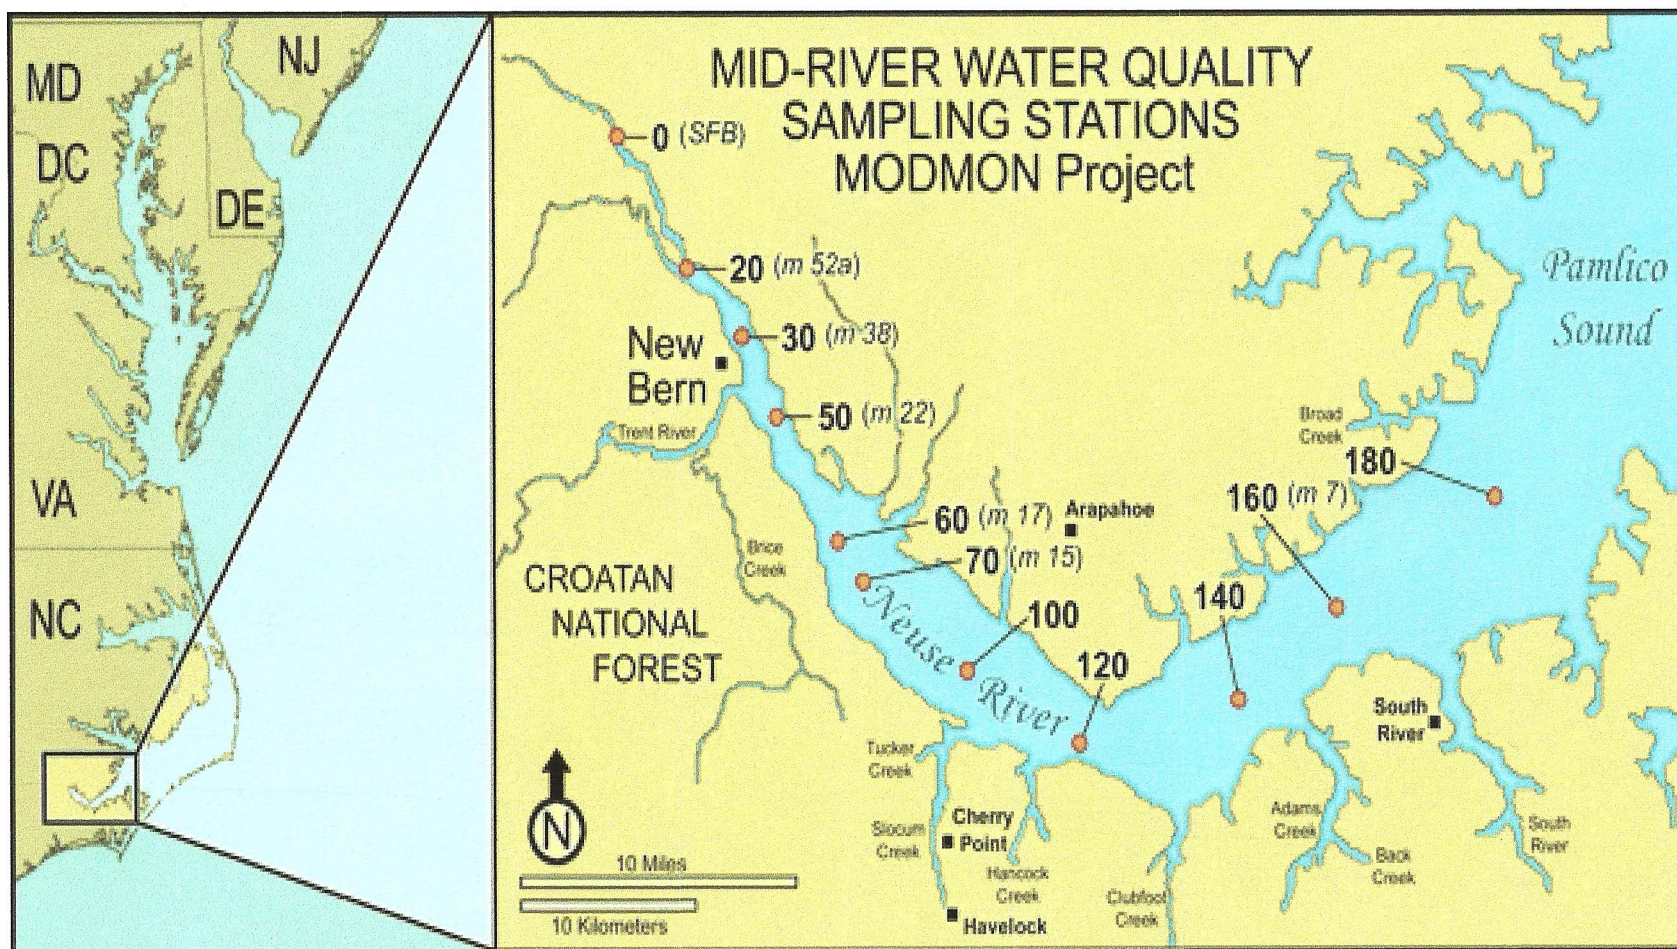 MD
NJ
DC
DE
VA
NC
MID-RIVER WATER QUALITY
SAMPLING STATIONS
MODMON Project
0 (SFB)
20 (m 52a)
30 (m 38)
50 (m 22)
60 (m 17)
70 (m 15)
100
120
140
160 (m 7)
180
New
Bern
Trent River
Brice
Creek
CROATAN
NATIONAL
FOREST
Arapahoe
Broad
Creek
Pamlico
Sound
Neuse
River
Tucker
Creek
Slocum
Creek
Cherry
Point
Hancock
Creek
Havelock
Clubfoot
Creek
Adams
Creek
Back
Creek
South
River
South
River
N
10 Miles
10 Kilometers